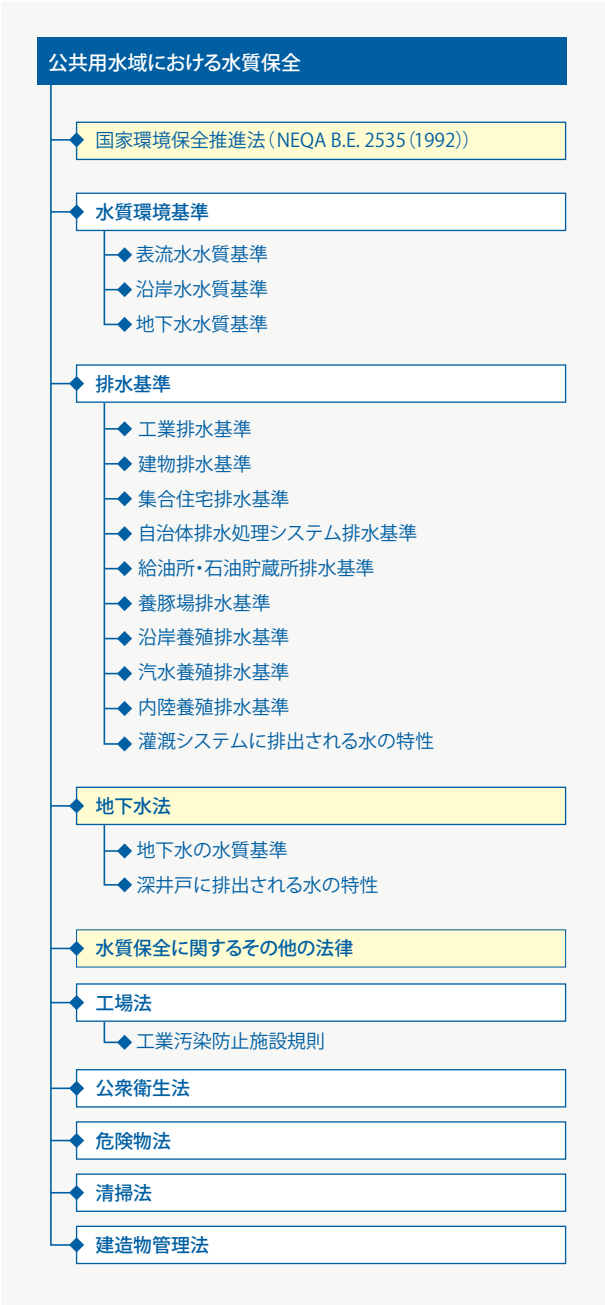 公共用水域における水質保全
国家環境保全推進法（NEQA B.E. 2535（1992））
水質環境基準
表流水水質基準
沿岸水水質基準
地下水水質基準
排水基準
工業排水基準
建物排水基準
集合住宅排水基準
自治体排水処理システム排水基準
給油所・石油貯蔵所排水基準
養豚場排水基準
沿岸養殖排水基準
汽水養殖排水基準
内陸養殖排水基準
灌漑システムに排出される水の特性
地下水法
地下水の水質基準
深井戸に排出される水の特性
水質保全に関するその他の法律
工場法
工業汚染防止施設規則
公衆衛生法
危険物法
清掃法
建造物管理法